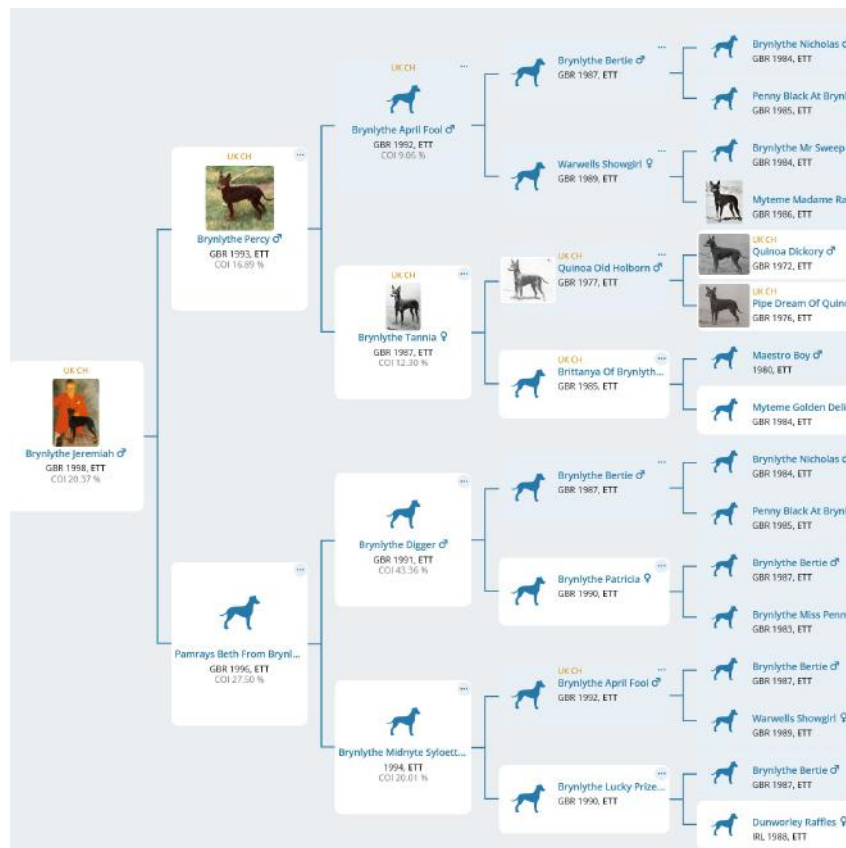 UK CH
Brynlythe Jeremiah ♂
GBR 1998, ETT
COI 20.37 %
UK CH
Brynlythe Percy ♂
GBR 1993, ETT
COI 16.89 %
Pamrays Beth From Brynl...
GBR 1996, ETT
COI 27.50 %
UK CH
Brynlythe April Fool ♂
GBR 1992, ETT
COI 9.06 %
UK CH
Brynlythe Tannia ♀
GBR 1987, ETT
COI 12.30 %
Brynlythe Digger ♂
GBR 1991, ETT
COI 43.36 %
Brynlythe Midnyte Syloett...
1994, ETT
COI 20.01 %
Brynlythe Bertie ♂
GBR 1987, ETT
Warwells Showgirl ♀
GBR 1989, ETT
UK CH
Quinoa Old Holborn ♂
GBR 1977, ETT
UK CH
Brittanya Of Brynlyth...
GBR 1985, ETT
Brynlythe Bertie ♂
GBR 1987, ETT
Brynlythe Patricia ♀
GBR 1990, ETT
UK CH
Brynlythe April Fool ♂
GBR 1992, ETT
Brynlythe Lucky Prize...
GBR 1990, ETT
Brynlythe Nicholas ♂
GBR 1984, ETT
Penny Black At Brynl
GBR 1985, ETT
Brynlythe Mr Sweep
GBR 1984, ETT
Myteme Madame Ra
GBR 1986, ETT
UK CH
Quinoa Dickory ♂
GBR 1972, ETT
UK CH
Pipe Dream Of Quino
GBR 1976, ETT
Maestro Boy ♂
1980, ETT
Myteme Golden Deli
GBR 1984, ETT
Brynlythe Nicholas ♂
GBR 1984, ETT
Penny Black At Brynl
GBR 1985, ETT
Brynlythe Bertie ♂
GBR 1987, ETT
Brynlythe Miss Penn
GBR 1983, ETT
Brynlythe Bertie ♂
GBR 1987, ETT
Warwells Showgirl ♀
GBR 1989, ETT
Brynlythe Bertie ♂
GBR 1987, ETT
Dunworley Raffles ♀
IRL 1988, ETT